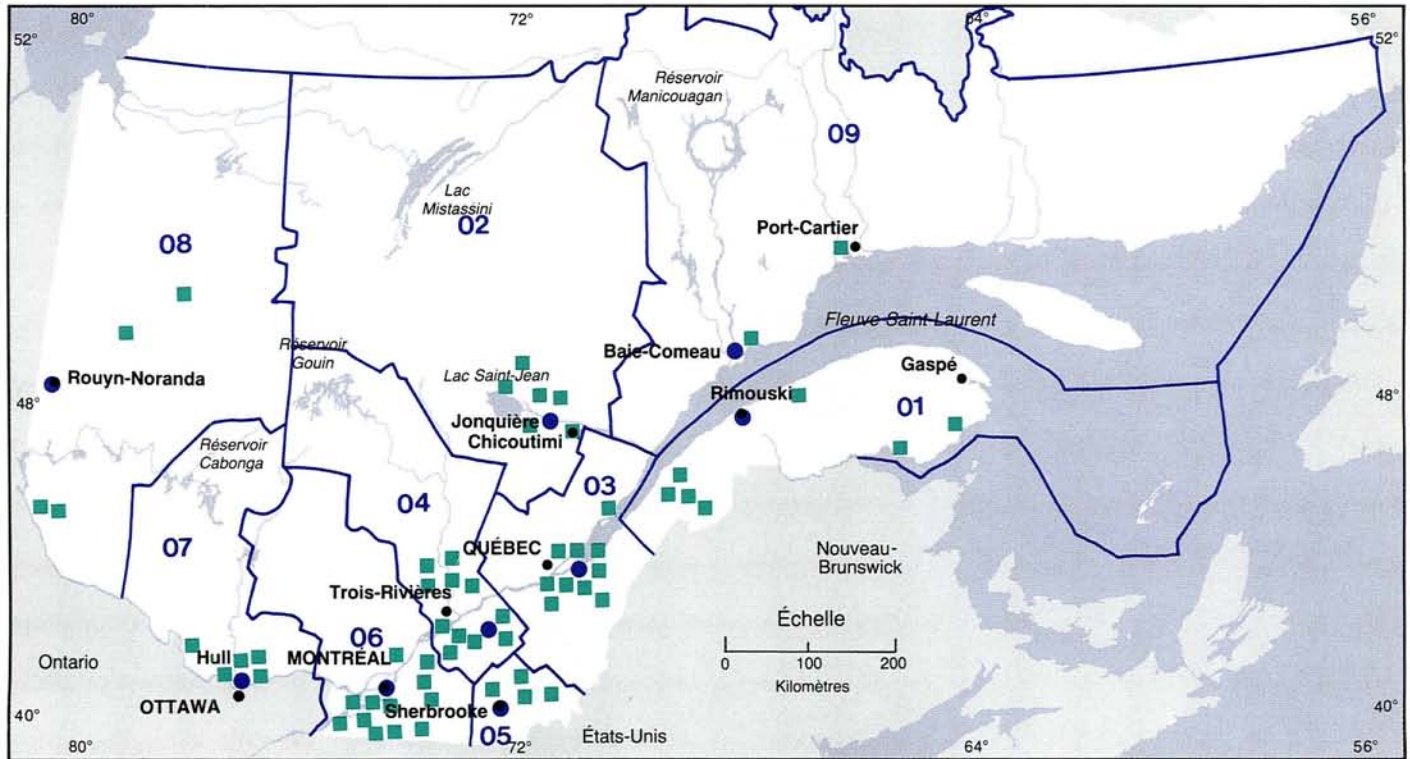 80°
72°
64°
56°
52°
52°
Réservoir
Manicouagan
09
Lac
Mistassini
02
08
Port-Cartier
Réservoir
Gouin
Fleuve Saint-Laurent
Baie-Comeau
Gaspé
Rouyn-Noranda
Lac Saint-Jean
Rimouski
01
48°
48°
Jonquière
Chicoutimi
Réservoir
Cabonga
03
04
07
QUÉBEC
Nouveau-
Brunswick
Trois-Rivières
Échelle
06
0 100 200
Kilomètres
Ontario
Hull
MONTRÉAL
OTTAWA
Sherbrooke
05
États-Unis
40°
40°
80°
72°
64°
56°